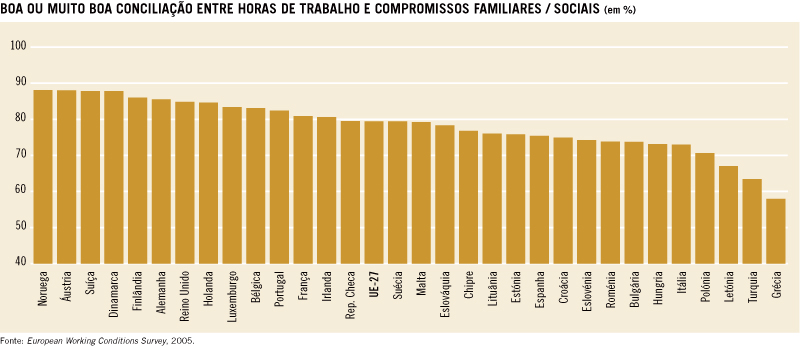 BOA OU MUITO BOA CONCILIAÇÃO ENTRE HORAS DE TRABALHO E COMPROMISSOS FAMILIARES / SOCIAIS (em %)
100
90
80
70
60
50
40
Noruega
Áustria
Suiça
Dinamarca
Finlândia
Alemanha
Reino Unido
Holanda
Luxemburgo
Bélgica
Portugal
França
Irlanda
Rep. Checa
UE-27
Suécia
Malta
Eslováquia
Chipre
Lituânia
Estónia
Espanha
Croácia
Eslovénia
Roménia
Bulgária
Hungria
Itália
Polónia
Letónia
Turquia
Grécia
Fonte: European Working Conditions Survey, 2005.